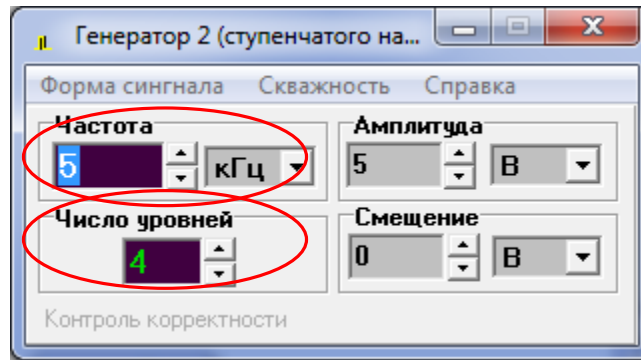 Генератор 2 (ступенчатого на...
Форма сингнала Скважность Справка
Частота Амплитуда
5 кГц 5 В
Число уровней Смещение
4 0 В
Контроль корректности